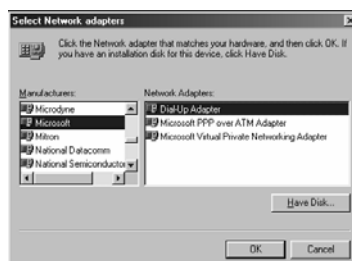 Select Network adapters
Click the Network adapter that matches your hardware, and then click OK. If
you have an installation disk for this device, click Have Disk.
Manufacturers:
Microdyne
Microsoft
Mitron
National Datacomm
National Semiconductor
Network Adapters:
Dial-Up Adapter
Microsoft PPP over ATM Adapter
Microsoft Virtual Private Networking Adapter
Have Disk...
OK
Cancel